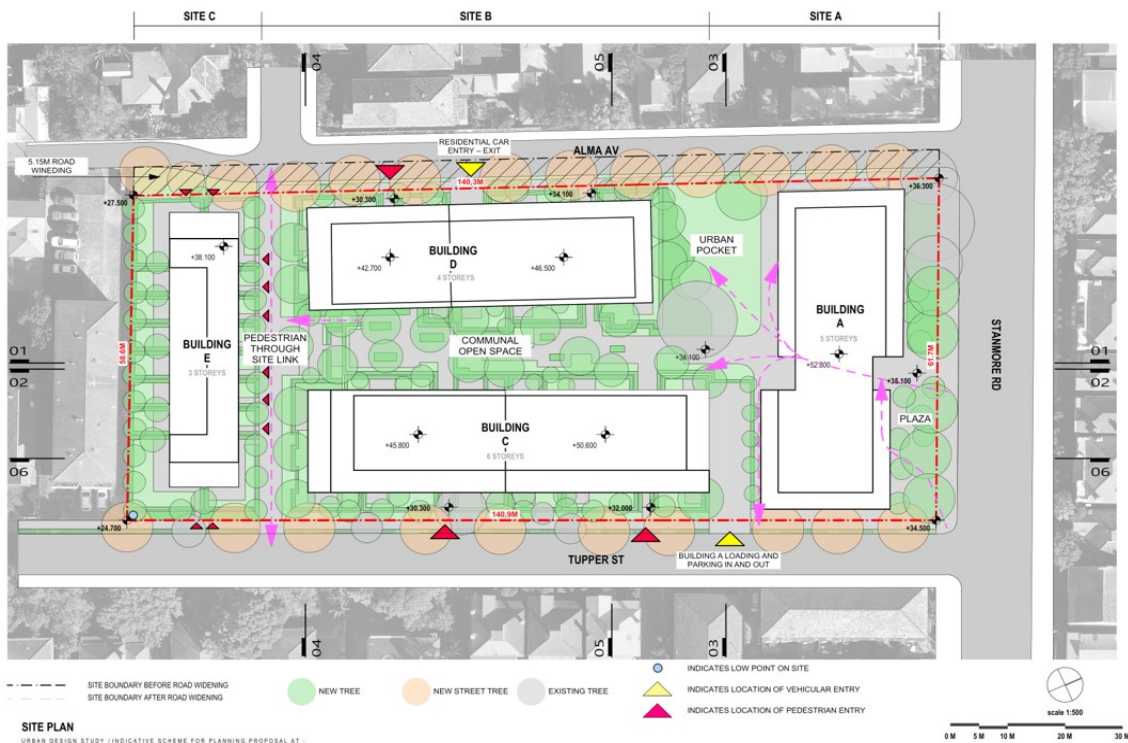 SITE C
SITE B
SITE A
04
05
03
RESIDENTIAL CAR
ENTRY – EXIT
ALMA AV
5.15M ROAD
WINEDING
140,3M
+36.300
+27.500
+30.300
+34.100
+38.100
BUILDING
D
4 STOREYS
+42.700
+46.500
URBAN
POCKET
BUILDING
A
5 STOREYS
+52.800
BUILDING
E
3 STOREYS
PEDESTRIAN
THROUGH
SITE LINK
COMMUNAL
OPEN SPACE
+34.100
+35.100
58.6M
61.7M
STANMORE RD
PLAZA
01
02
01
02
BUILDING
C
6 STOREYS
+45.800
+50.600
06
06
+24.700
+30.300
140,9M
+32.000
+34.500
TUPPER ST
BUILDING A LOADING AND
PARKING IN AND OUT
04
05
03
SITE BOUNDARY BEFORE ROAD WIDENING
SITE BOUNDARY AFTER ROAD WIDENING
NEW TREE
NEW STREET TREE
EXISTING TREE
INDICATES LOW POINT ON SITE
INDICATES LOCATION OF VEHICULAR ENTRY
INDICATES LOCATION OF PEDESTRIAN ENTRY
scale 1:500
0 M 5 M 10 M 20 M 30 M
SITE PLAN
URBAN DESIGN STUDY / INDICATIVE SCHEME FOR PLANNING PROPOSAL AT :